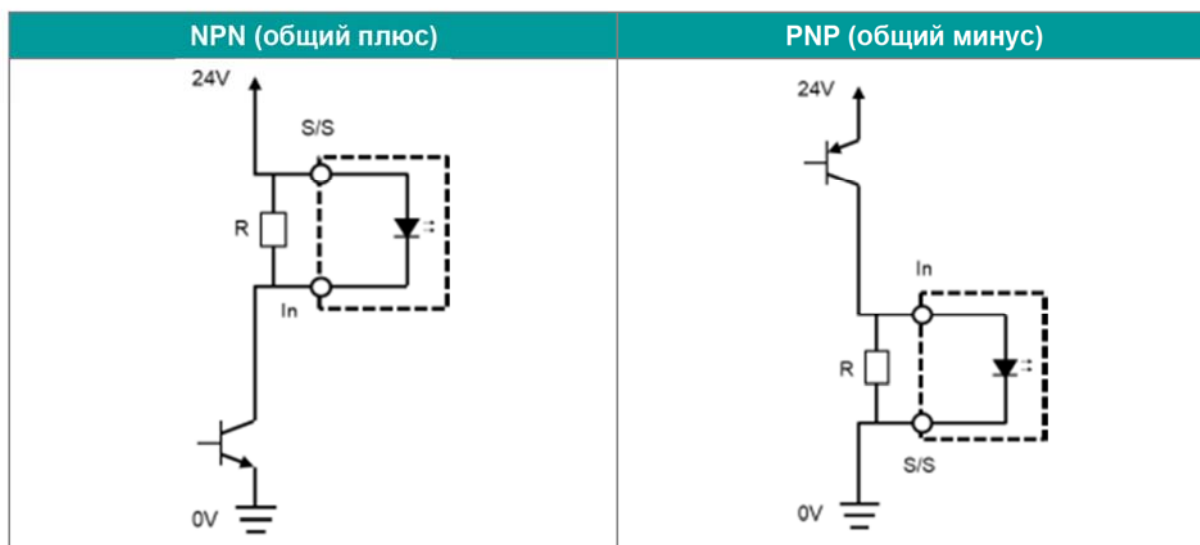 NPN (общий плюс)
PNP (общий минус)
24V
S/S
R
In
0V
24V
In
R
S/S
0V